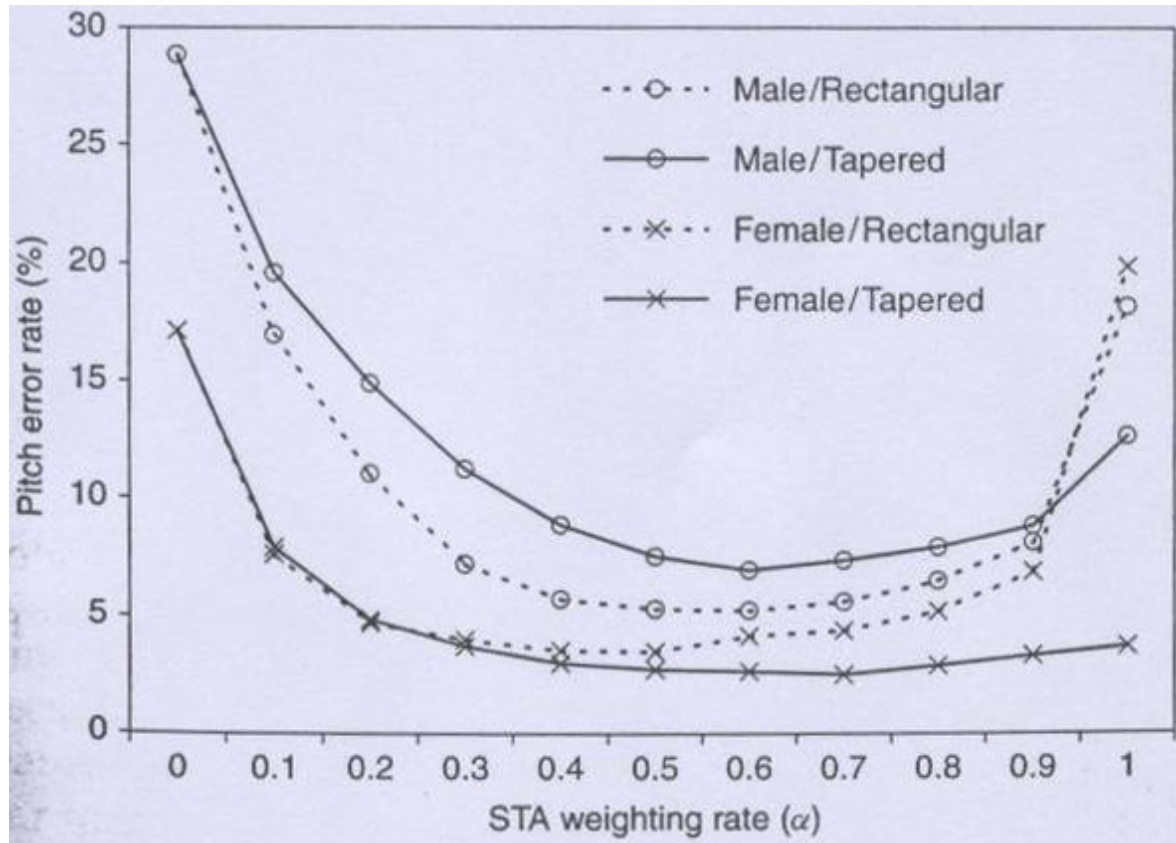 30
25
20
15
10
5
0
Pitch error rate (%)
Male/Rectangular
Male/Tapered
Female/Rectangular
Female/Tapered
0 0.1 0.2 0.3 0.4 0.5 0.6 0.7 0.8 0.9 1
STA weighting rate (α)